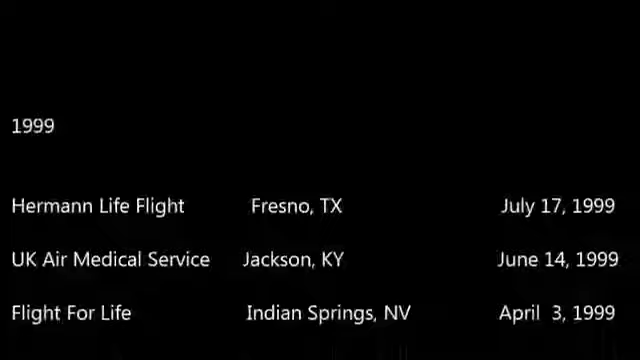 1999
Hermann Life Flight Fresno, TX July 17, 1999
UK Air Medical Service Jackson, KY June 14, 1999
Flight For Life Indian Springs, NV April 3, 1999